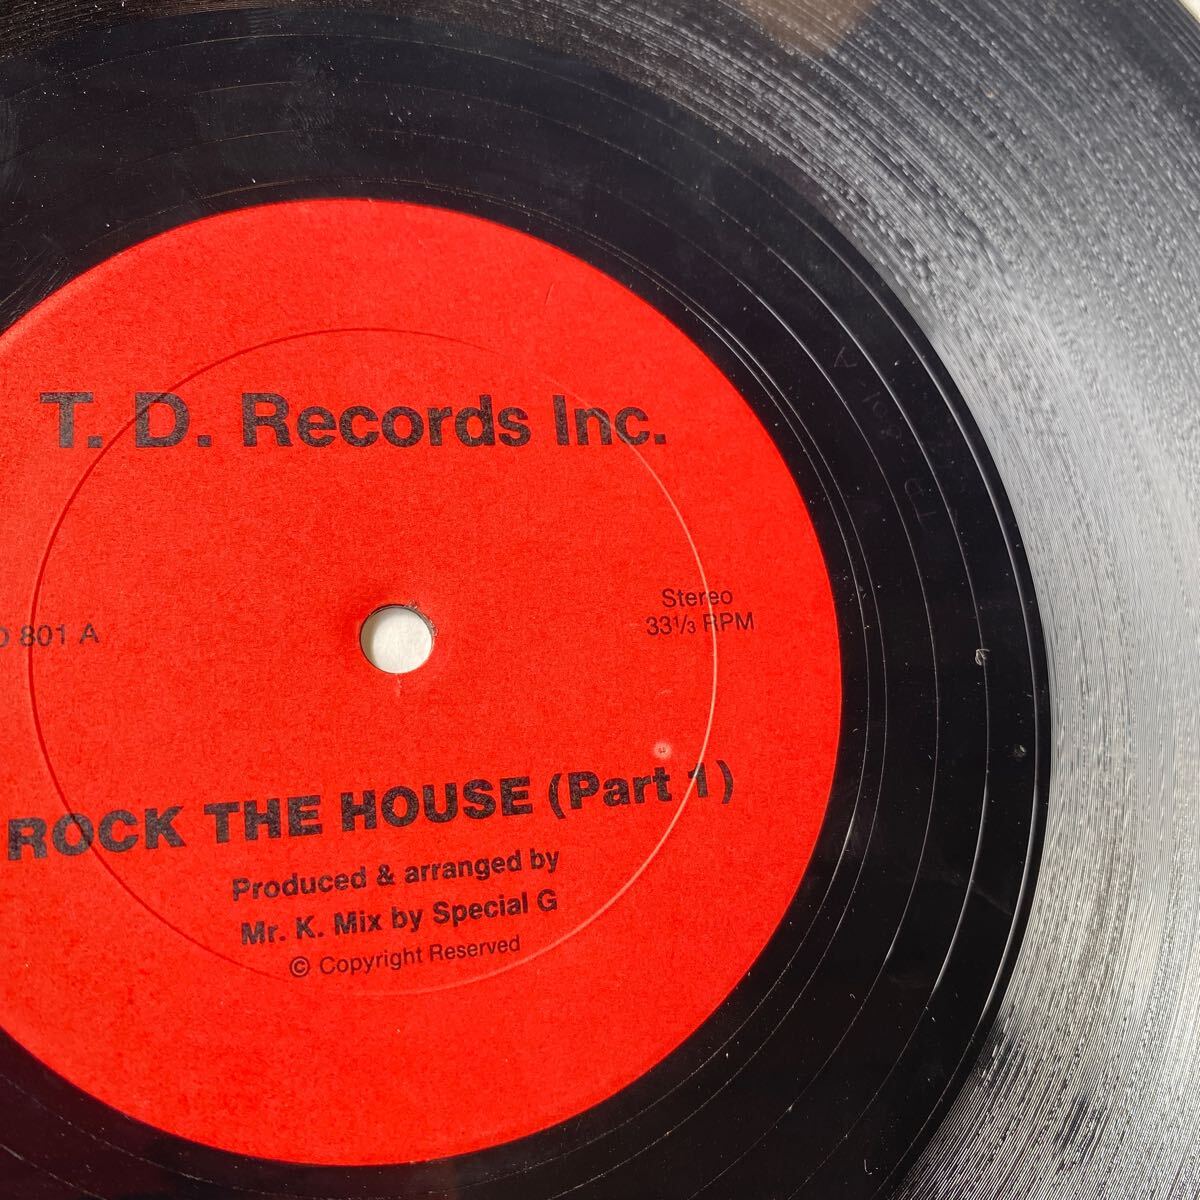 T. D. Records Inc.
801 A
Stereo
33⅓ RPM
ROCK THE HOUSE (Part 1)
Produced & arranged by
Mr. K. Mix by Special G
© Copyright Reserved